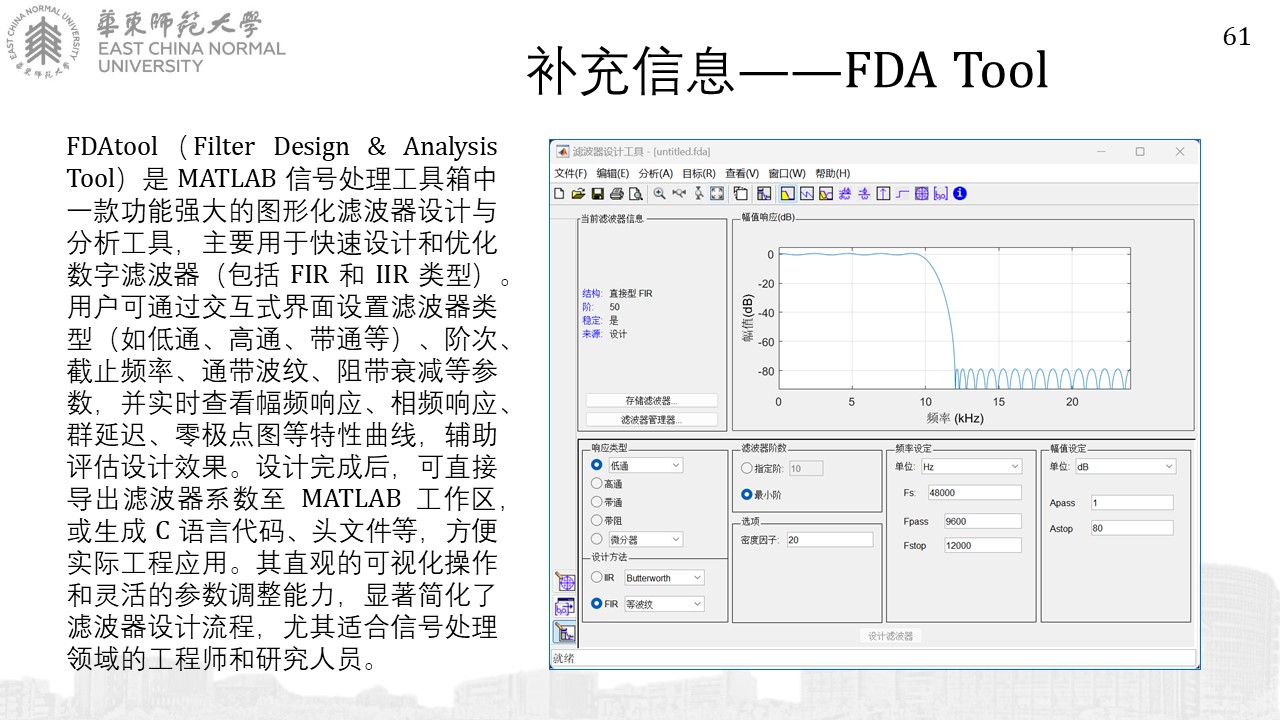 華東師範大學
EAST CHINA NORMAL
UNIVERSITY
61
补充信息——FDA Tool
FDAtool（Filter Design & Analysis
Tool）是 MATLAB 信号处理工具箱中
一款功能强大的图形化滤波器设计与
分析工具，主要用于快速设计和优化
数字滤波器（包括 FIR 和 IIR 类型）。
用户可通过交互式界面设置滤波器类
型（如低通、高通、带通等）、阶次、
截止频率、通带波纹、阻带衰减等参
数，并实时查看幅频响应、相频响应、
群延迟、零极点图等特性曲线，辅助
评估设计效果。设计完成后，可直接
导出滤波器系数至 MATLAB 工作区，
或生成 C 语言代码、头文件等，方便
实际工程应用。其直观的可视化操作
和灵活的参数调整能力，显著简化了
滤波器设计流程，尤其适合信号处理
领域的工程师和研究人员。
滤波器设计工具 - [untitled.fda]
文件(F) 编辑(E) 分析(A) 目标(R) 查看(V) 窗口(W) 帮助(H)
当前滤波器信息
结构: 直接型 FIR
阶: 50
稳定: 是
来源: 设计
存储滤波器...
滤波器管理器...
幅值响应(dB)
幅值(dB)
0
-20
-40
-60
-80
0 5 10 15 20
频率 (kHz)
响应类型
低通
高通
带通
带阻
微分器
设计方法
IIR Butterworth
FIR 等波纹
滤波器阶数
指定阶: 10
最小阶
选项
密度因子: 20
频率设定
单位: Hz
Fs: 48000
Fpass 9600
Fstop 12000
幅值设定
单位: dB
Apass 1
Astop 80
设计滤波器
就绪